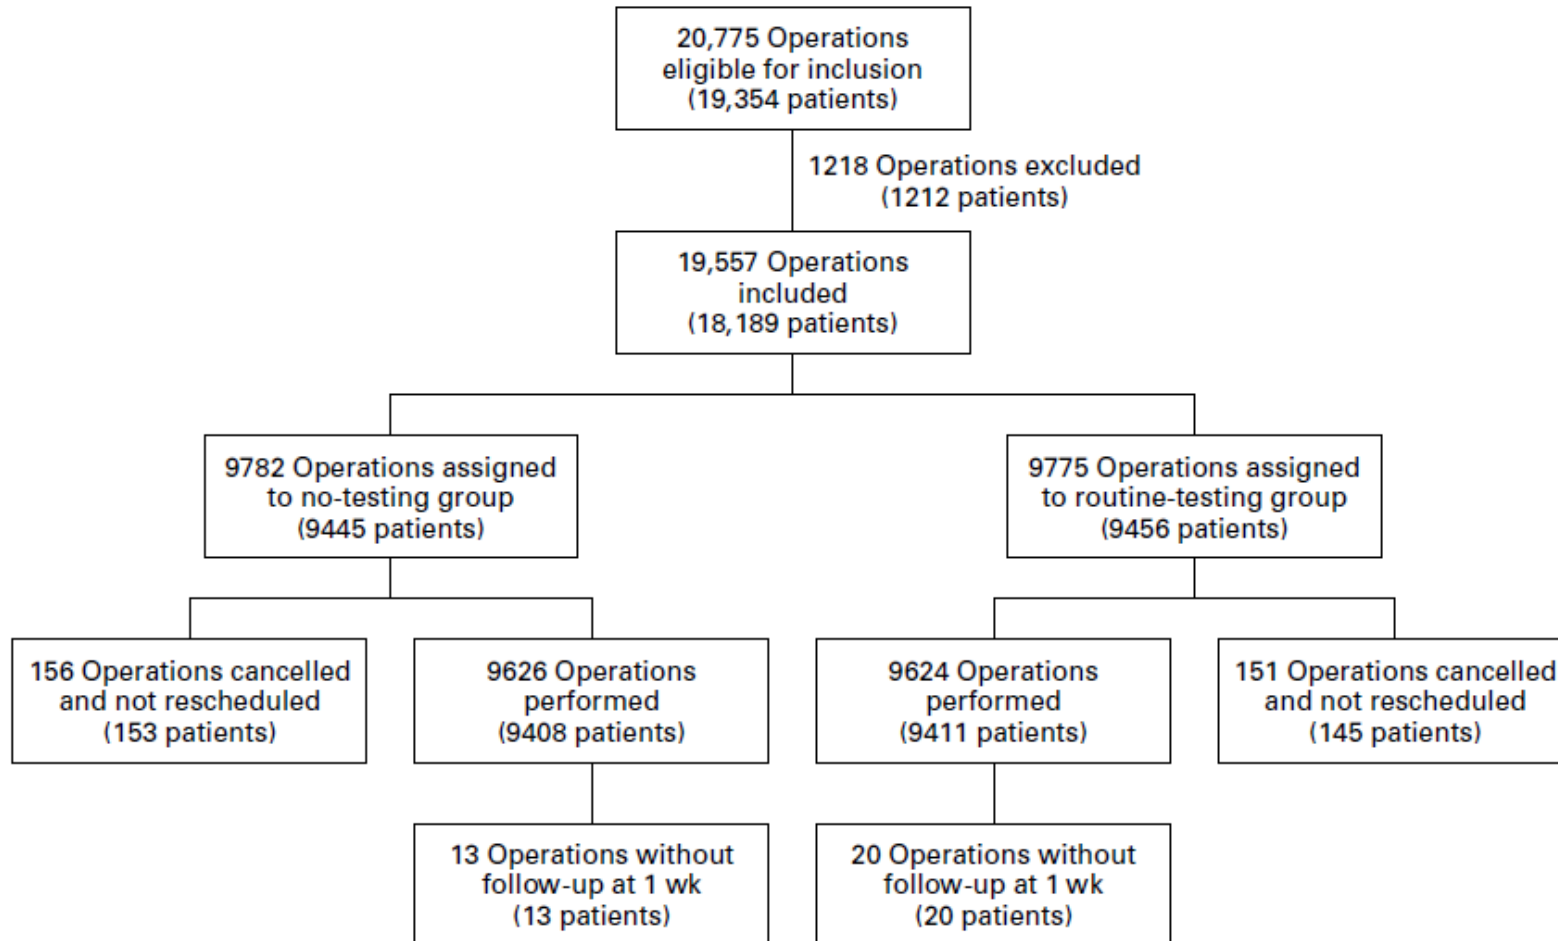 20,775 Operations
eligible for inclusion
(19,354 patients)
1218 Operations excluded
(1212 patients)
19,557 Operations
included
(18,189 patients)
9782 Operations assigned
to no-testing group
(9445 patients)
9775 Operations assigned
to routine-testing group
(9456 patients)
156 Operations cancelled
and not rescheduled
(153 patients)
9626 Operations
performed
(9408 patients)
9624 Operations
performed
(9411 patients)
151 Operations cancelled
and not rescheduled
(145 patients)
13 Operations without
follow-up at 1 wk
(13 patients)
20 Operations without
follow-up at 1 wk
(20 patients)